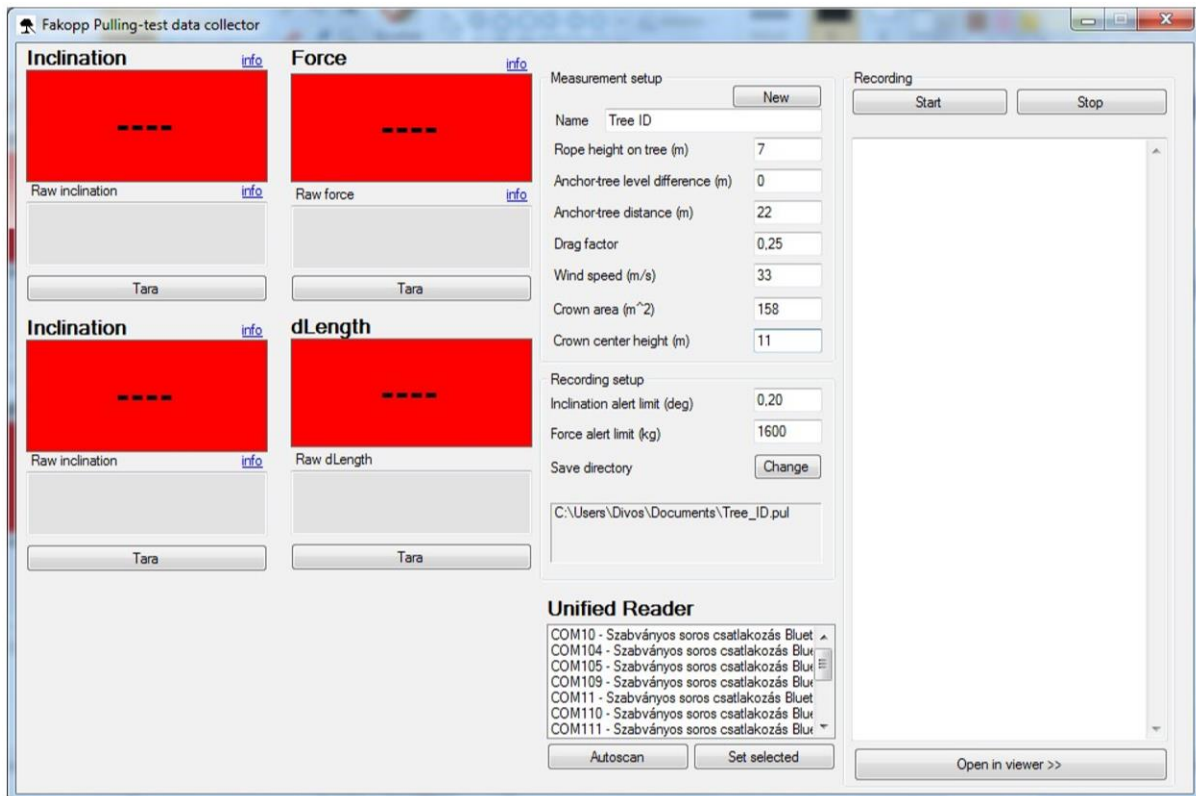 Fakopp Pulling-test data collector
Inclination info
----
Raw inclination info
Tara
Force info
----
Raw force info
Tara
Inclination info
----
Raw inclination info
Tara
dLength
----
Raw dLength
Tara
Measurement setup
New
Name Tree ID
Rope height on tree (m) 7
Anchor-tree level difference (m) 0
Anchor-tree distance (m) 22
Drag factor 0,25
Wind speed (m/s) 33
Crown area (m^2) 158
Crown center height (m) 11
Recording setup
Inclination alert limit (deg) 0,20
Force alert limit (kg) 1600
Save directory Change
C:\Users\Divos\Documents\Tree_ID.pul
Unified Reader
COM10 - Szabványos soros csatlakozás Bluet
COM104 - Szabványos soros csatlakozás Blue
COM105 - Szabványos soros csatlakozás Blue
COM109 - Szabványos soros csatlakozás Blue
COM11 - Szabványos soros csatlakozás Bluet
COM110 - Szabványos soros csatlakozás Blue
COM111 - Szabványos soros csatlakozás Blue
Autoscan Set selected
Recording
Start Stop
Open in viewer >>